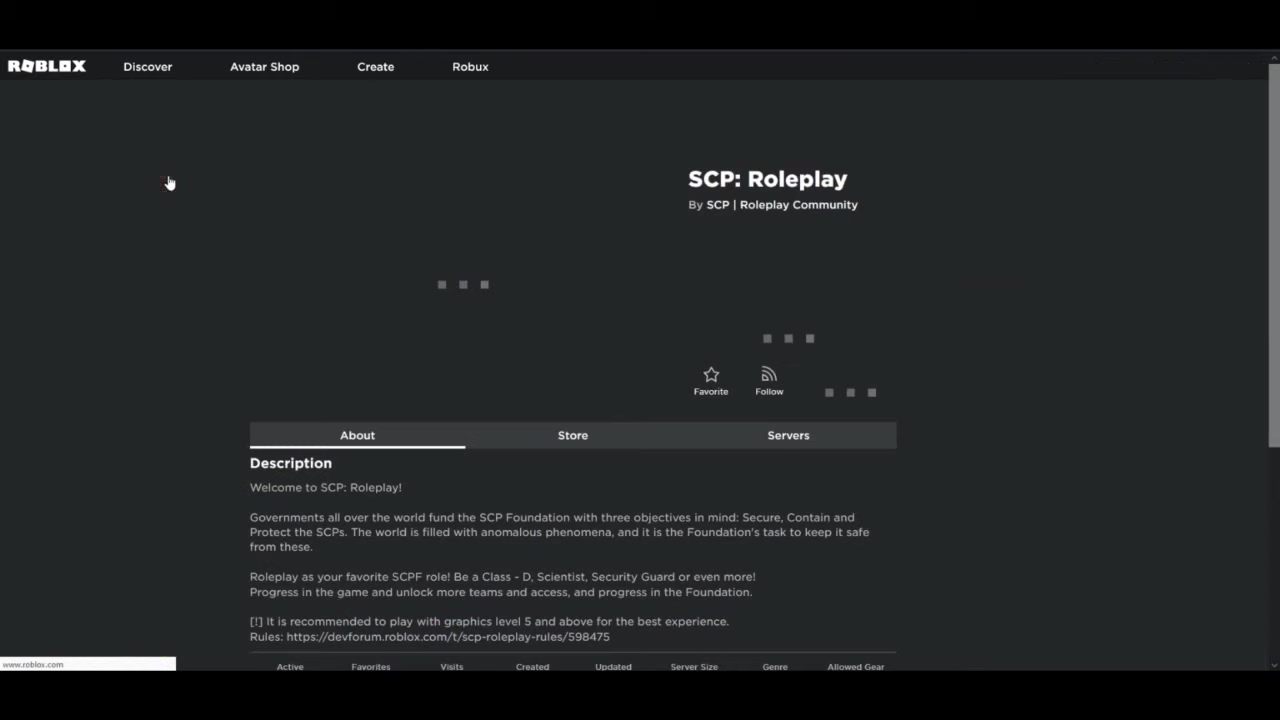 ROBLOX Discover Avatar Shop Create Robux
SCP: Roleplay
By SCP | Roleplay Community
Favorite Follow
About Store Servers
Description
Welcome to SCP: Roleplay!
Governments all over the world fund the SCP Foundation with three objectives in mind: Secure, Contain and
Protect the SCPs. The world is filled with anomalous phenomena, and it is the Foundation's task to keep it safe
from these.
Roleplay as your favorite SCPF role! Be a Class - D, Scientist, Security Guard or even more!
Progress in the game and unlock more teams and access, and progress in the Foundation.
[!] It is recommended to play with graphics level 5 and above for the best experience.
Rules: https://devforum.roblox.com/t/scp-roleplay-rules/598475
Active Favorites Visits Created Updated Server Size Genre Allowed Gear
www.roblox.com